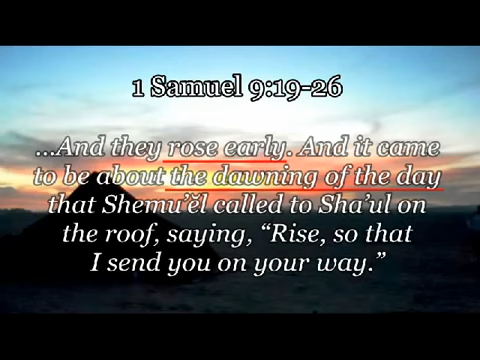 1 Samuel 9:19-26
...And they rose early. And it came
to be about the dawning of the day
that Shemu’ĕl called to Sha’ul on
the roof, saying, “Rise, so that
I send you on your way.”